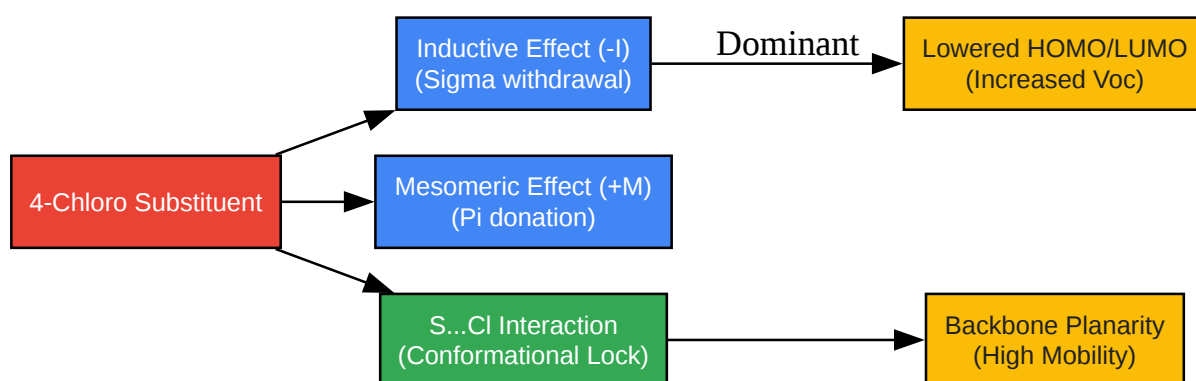 Inductive Effect (-I)
(Sigma withdrawal)
Dominant
Lowered HOMO/LUMO
(Increased Voc)
4-Chloro Substituent
Mesomeric Effect (+M)
(Pi donation)
S...Cl Interaction
(Conformational Lock)
Backbone Planarity
(High Mobility)